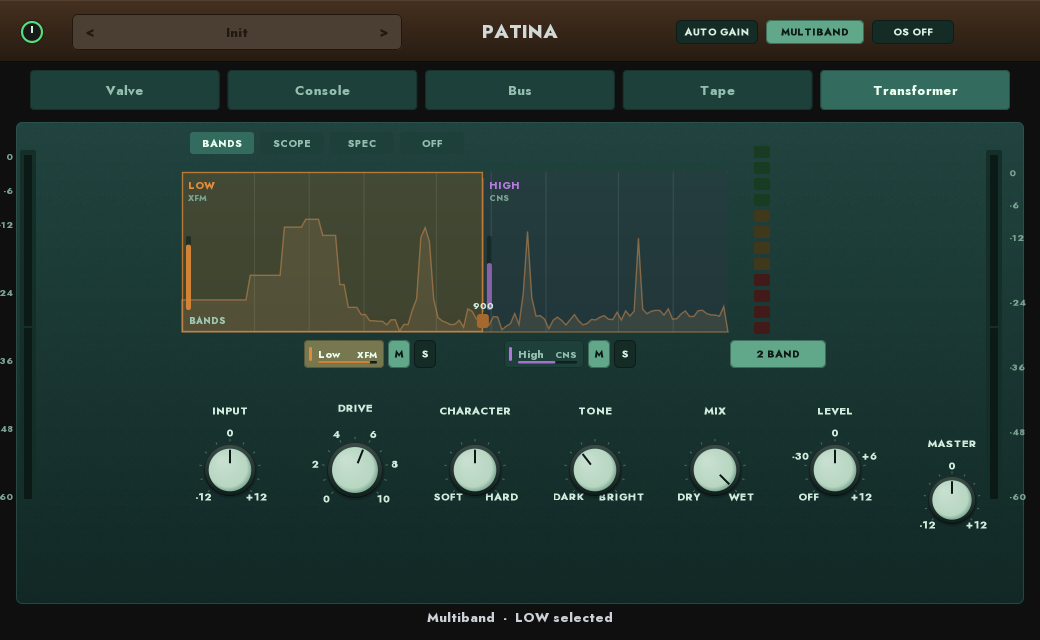 < Init >
PATINA
AUTO GAIN MULTIBAND OS OFF
Valve Console Bus Tape Transformer
BANDS SCOPE SPEC OFF
0
-6
-12
24
36
48
60
LOW
XFM
HIGH
CNS
900
BANDS
0
-6
-12
-24
-36
-48
-60
Low XFM M S
High CNS M S
2 BAND
INPUT
0
-12 +12
DRIVE
4 6
2 8
0 10
CHARACTER
SOFT HARD
TONE
DARK BRIGHT
MIX
DRY WET
LEVEL
0
-30 +6
OFF +12
MASTER
0
-12 +12
Multiband - LOW selected